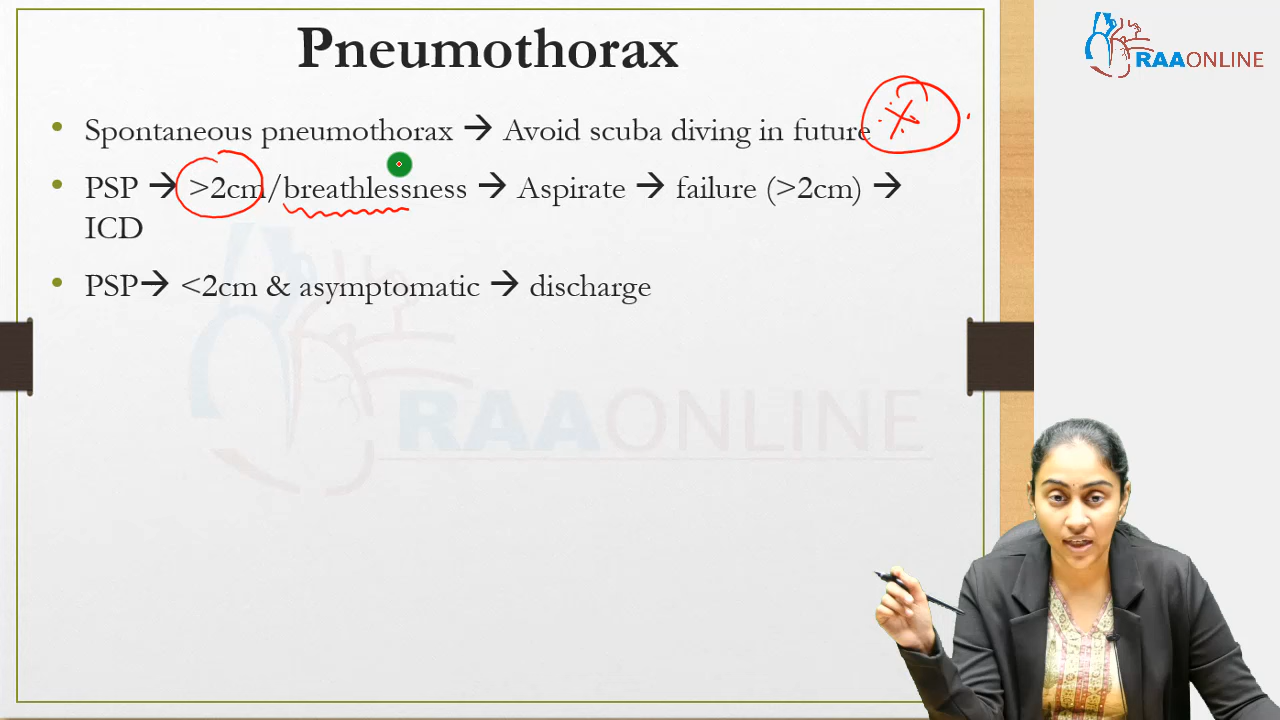 Pneumothorax
RAAONLINE
• Spontaneous pneumothorax → Avoid scuba diving in future
• PSP → >2cm/breathlessness → Aspirate → failure (>2cm) →
ICD
• PSP→ <2cm & asymptomatic → discharge
RAAONLINE